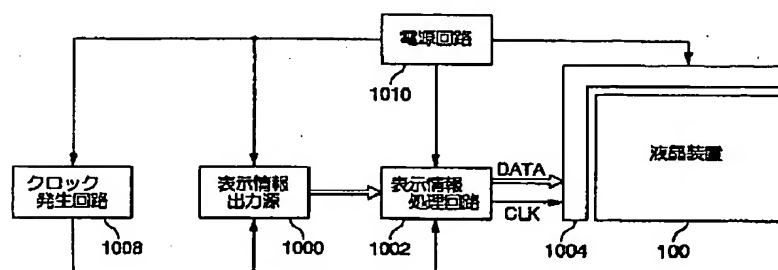 電源回路
1010
クロック
発生回路
1008
表示情報
出力源
1000
表示情報
処理回路
1002
DATA
CLK
1004
液晶装置
100